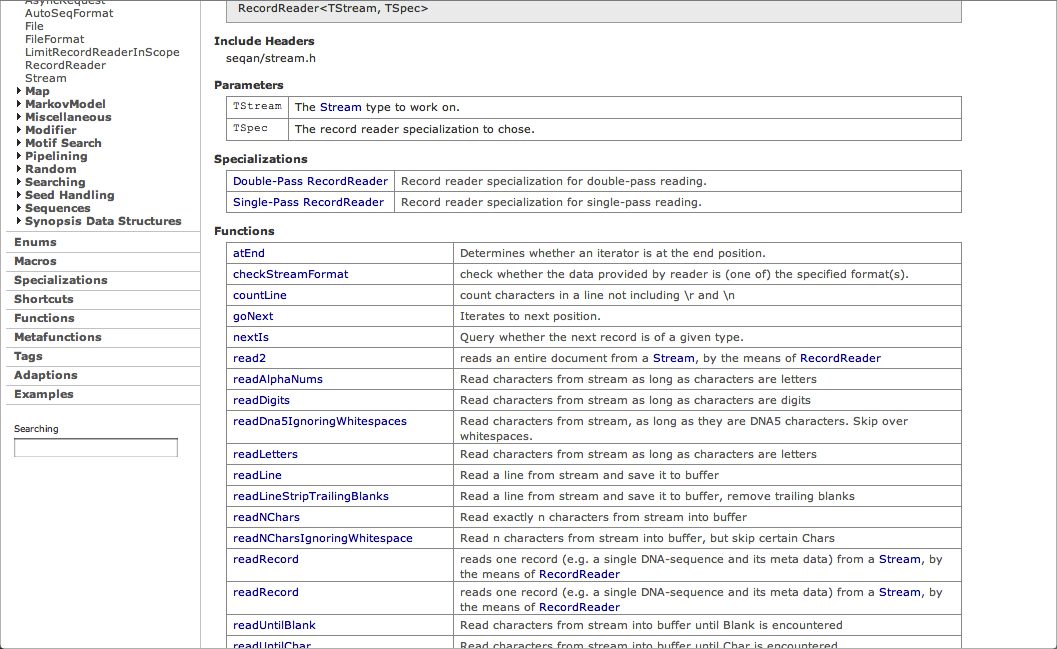 AsyncRequest
AutoSeqFormat
File
FileFormat
LimitRecordReaderInScope
RecordReader
Stream
Map
MarkovModel
Miscellaneous
Modifier
Motif Search
Pipelining
Random
Searching
Seed Handling
Sequences
Synopsis Data Structures
Enums
Macros
Specializations
Shortcuts
Functions
Metafunctions
Tags
Adaptions
Examples
Searching
RecordReader<TStream, TSpec>
Include Headers
seqan/stream.h
Parameters
TStream The Stream type to work on.
TSpec The record reader specialization to chose.
Specializations
Double-Pass RecordReader Record reader specialization for double-pass reading.
Single-Pass RecordReader Record reader specialization for single-pass reading.
Functions
atEnd Determines whether an iterator is at the end position.
checkStreamFormat check whether the data provided by reader is (one of) the specified format(s).
countLine count characters in a line not including \r and \n
goNext Iterates to next position.
nextIs Query whether the next record is of a given type.
read2 reads an entire document from a Stream, by the means of RecordReader
readAlphaNums Read characters from stream as long as characters are letters
readDigits Read characters from stream as long as characters are digits
readDna5IgnoringWhitespaces Read characters from stream, as long as they are DNA5 characters. Skip over
whitespaces.
readLetters Read characters from stream as long as characters are letters
readLine Read a line from stream and save it to buffer
readLineStripTrailingBlanks Read a line from stream and save it to buffer, remove trailing blanks
readNChars Read exactly n characters from stream into buffer
readNCharsIgnoringWhitespace Read n characters from stream into buffer, but skip certain Chars
readRecord reads one record (e.g. a single DNA-sequence and its meta data) from a Stream, by
the means of RecordReader
readRecord reads one record (e.g. a single DNA-sequence and its meta data) from a Stream, by
the means of RecordReader
readUntilBlank Read characters from stream into buffer until Blank is encountered
readUntilChar Read characters from stream into buffer until Char is encountered